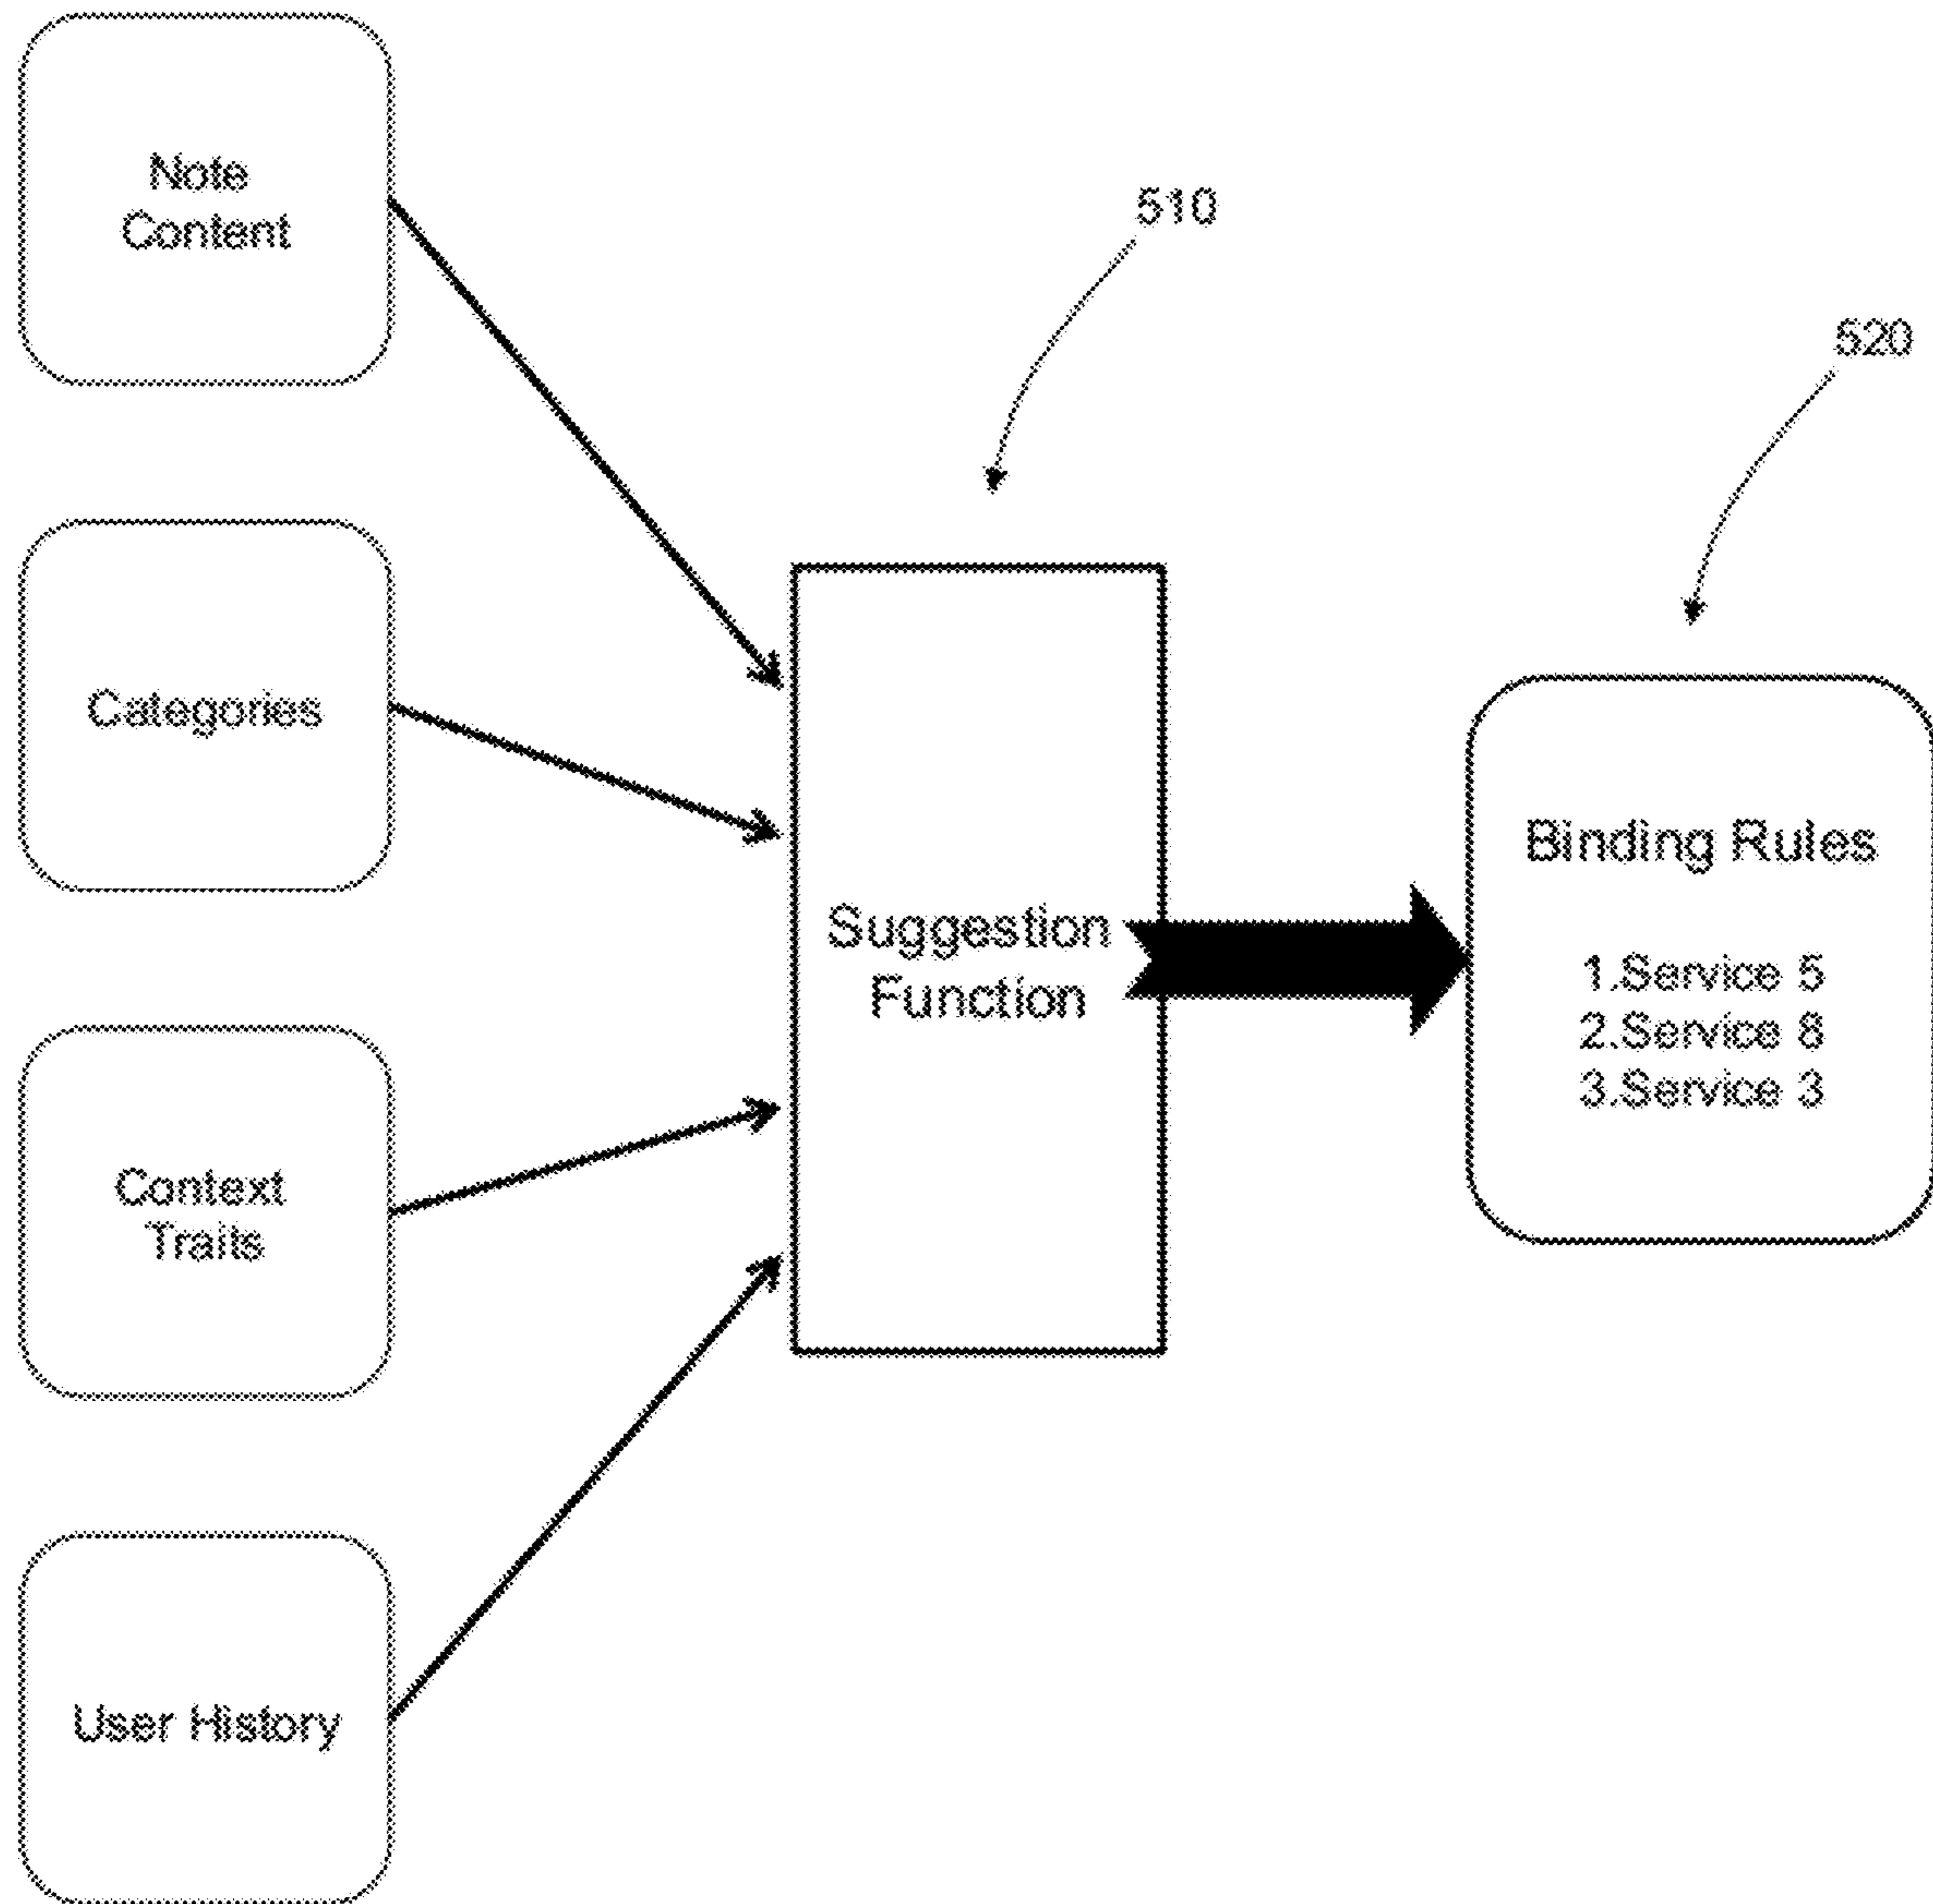 Note
Content
510
520
Categories
Suggestion
Function
Binding Rules
1.Service 5
2.Service 8
3.Service 3
Context
Traits
User History